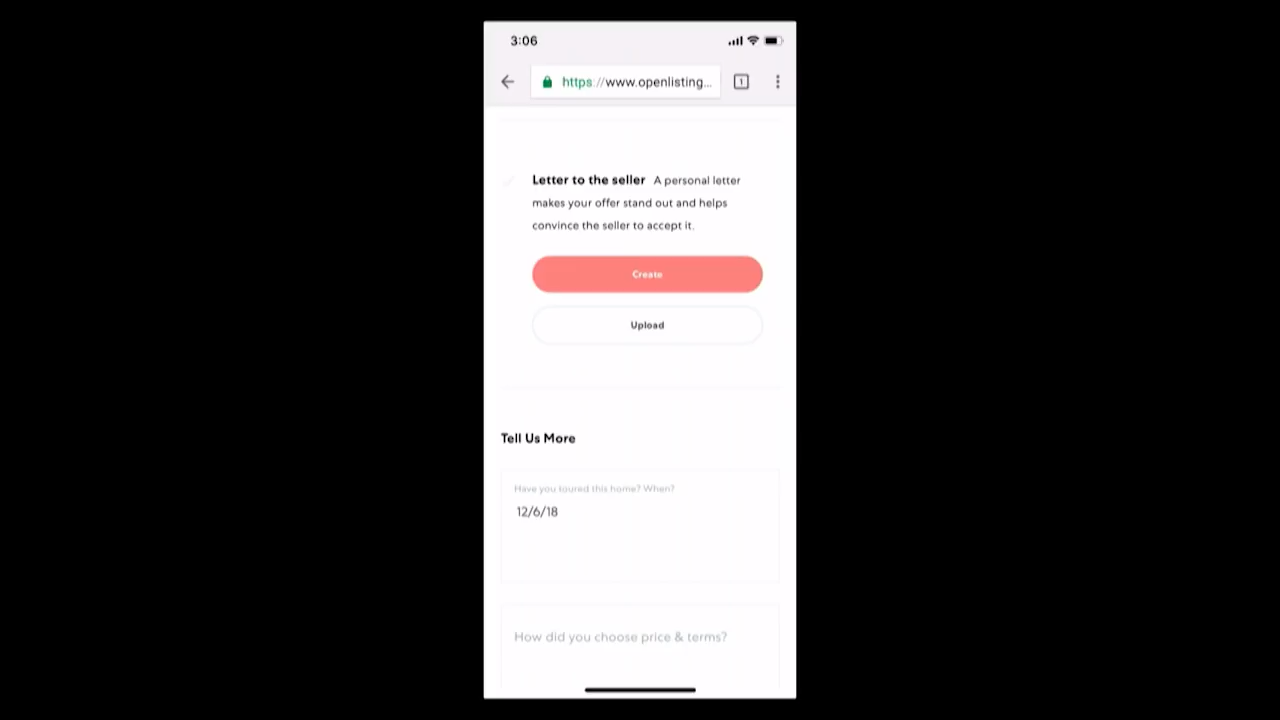 3:06
https://www.openlisting... 1
Letter to the seller A personal letter
makes your offer stand out and helps
convince the seller to accept it.
Create
Upload
Tell Us More
Have you toured this home? When?
12/6/18
How did you choose price & terms?